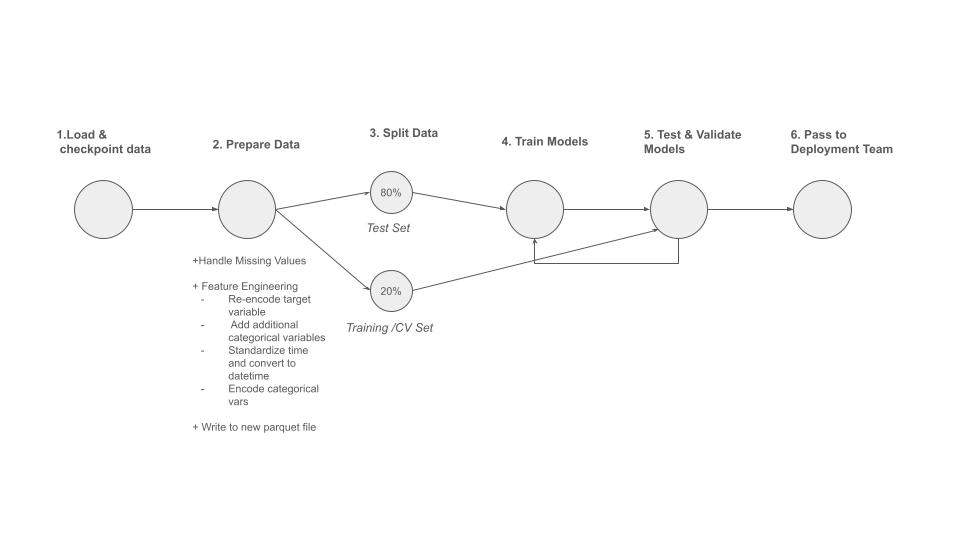 1.Load &
checkpoint data
2. Prepare Data
3. Split Data
4. Train Models
5. Test & Validate
Models
6. Pass to
Deployment Team
80%
Test Set
20%
Training /CV Set
+Handle Missing Values
+ Feature Engineering
- Re-encode target
variable
- Add additional
categorical variables
- Standardize time
and convert to
datetime
- Encode categorical
vars
+ Write to new parquet file